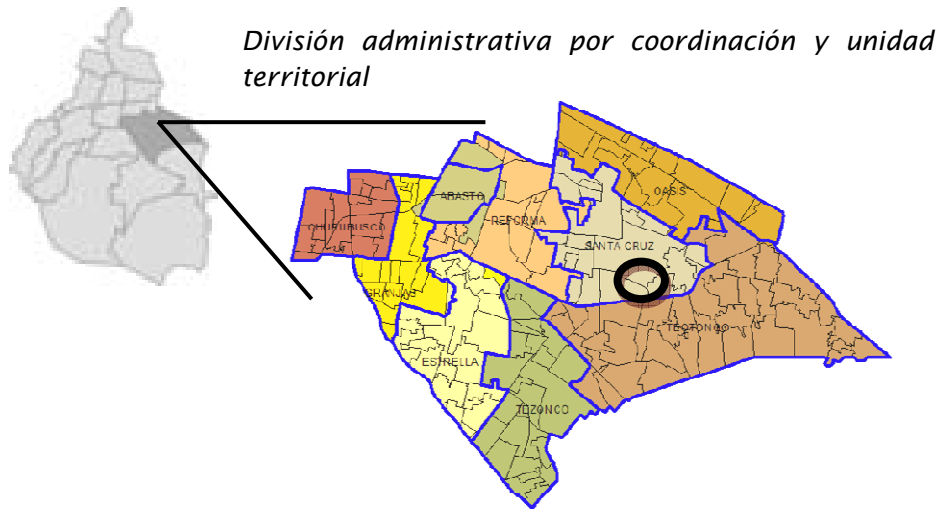 División administrativa por coordinación y unidad
territorial
OASIS
ABASTO
REFORMA
CHURUBUSCO
SANTA CRUZ
GRANJAS
TEOTONGO
ESTRELLA
TEZONCO